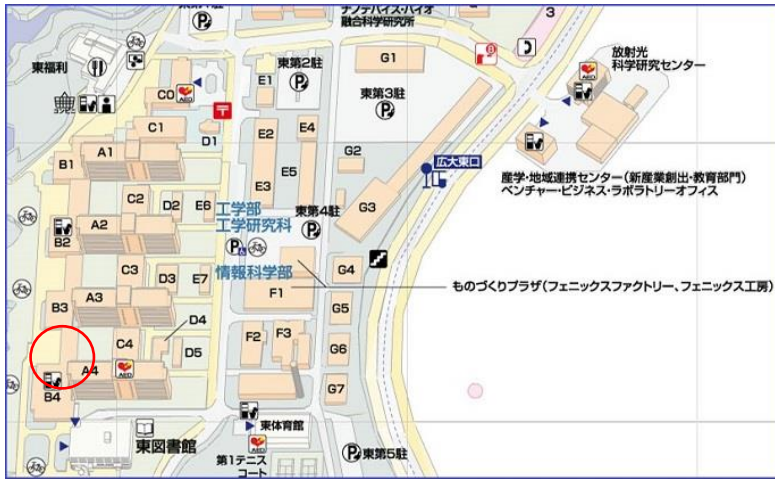 ナノデバイス・バイオ
融合科学研究所
3
東福利
C0
AED
E1
東第2駐
P
G1
放射光
科学研究センター
AED
東第3駐
P
〒
C1
D1
E2
E4
A1
B1
G2
広大東口
産学・地域連携センター(新産業創出・教育部門)
ベンチャー・ビジネス・ラボラトリーオフィス
E5
E3
C2
D2
E6
工学部
工学研究科
東第4駐
P
G3
A2
B2
P
情報科学部
C3
D3
E7
G4
F1
ものづくりプラザ(フェニックスファクトリー、フェニックス工房)
A3
B3
G5
D4
C4
D5
F2
F3
G6
A4
AED
B4
G7
東図書館
東体育館
AED
第1テニス
コート
P
東第5駐